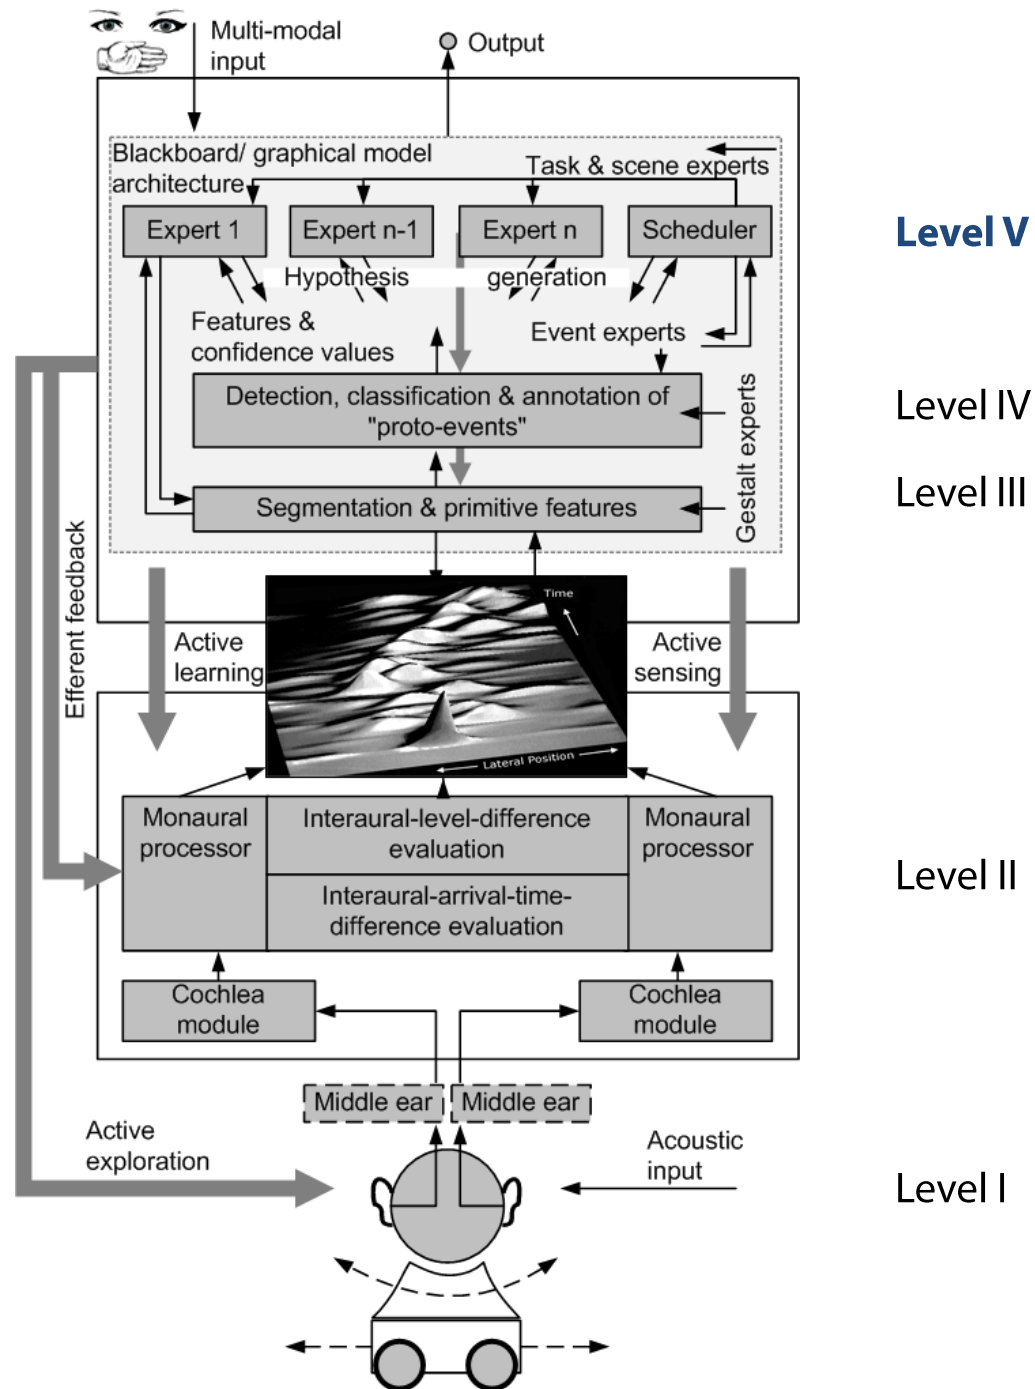 Multi-modal
input
Output
Blackboard/ graphical model
architecture
Task & scene experts
Expert 1
Expert n-1
Expert n
Scheduler
Level V
Hypothesis
generation
Features &
confidence values
Event experts
Detection, classification & annotation of
"proto-events"
Level IV
Gestalt experts
Segmentation & primitive features
Level III
Efferent feedback
Time
Active
learning
Active
sensing
Lateral Position
Monaural
processor
Interaural-level-difference
evaluation
Monaural
processor
Interaural-arrival-time-
difference evaluation
Level II
Cochlea
module
Cochlea
module
Middle ear
Middle ear
Active
exploration
Acoustic
input
Level I